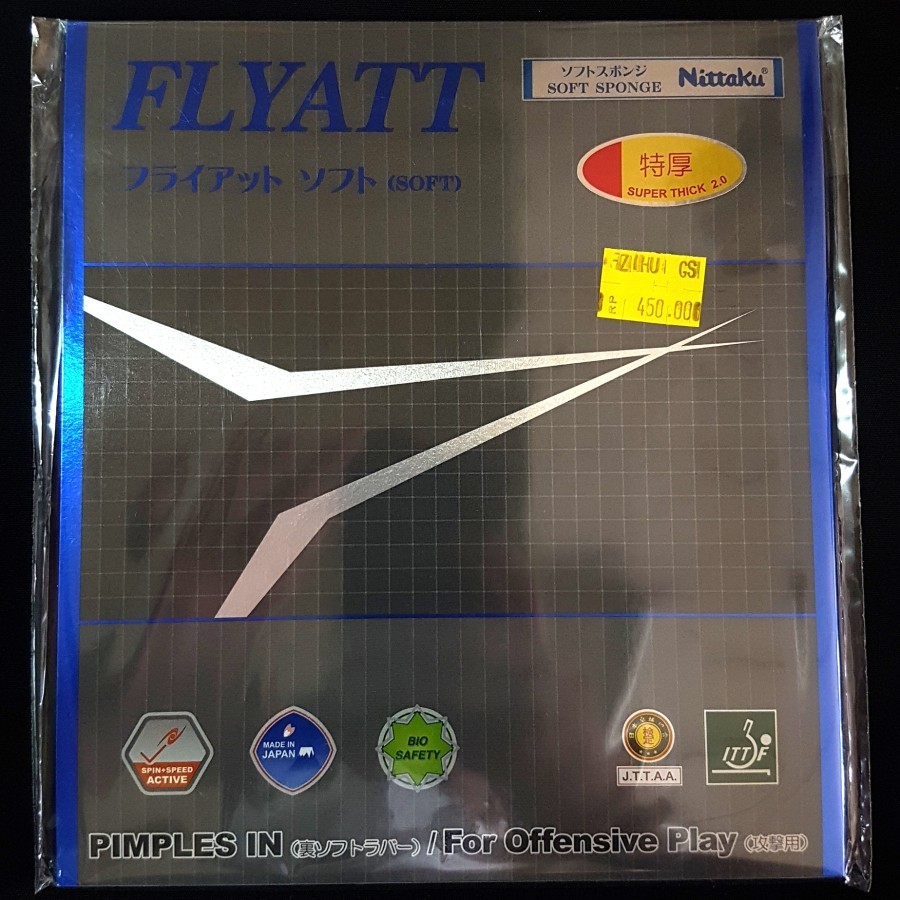 FLYATT
ソフトスポンジ
SOFT SPONGE
Nittaku®
フライアット ソフト (SOFT)
特厚
SUPER THICK 2.0
RP 450.000
SPIN+SPEED
ACTIVE
MADE IN
JAPAN
BIO
SAFETY
J.T.T.A.A.
ITTF
PIMPLES IN (裏ソフトラバー) / For Offensive Play (攻撃用)